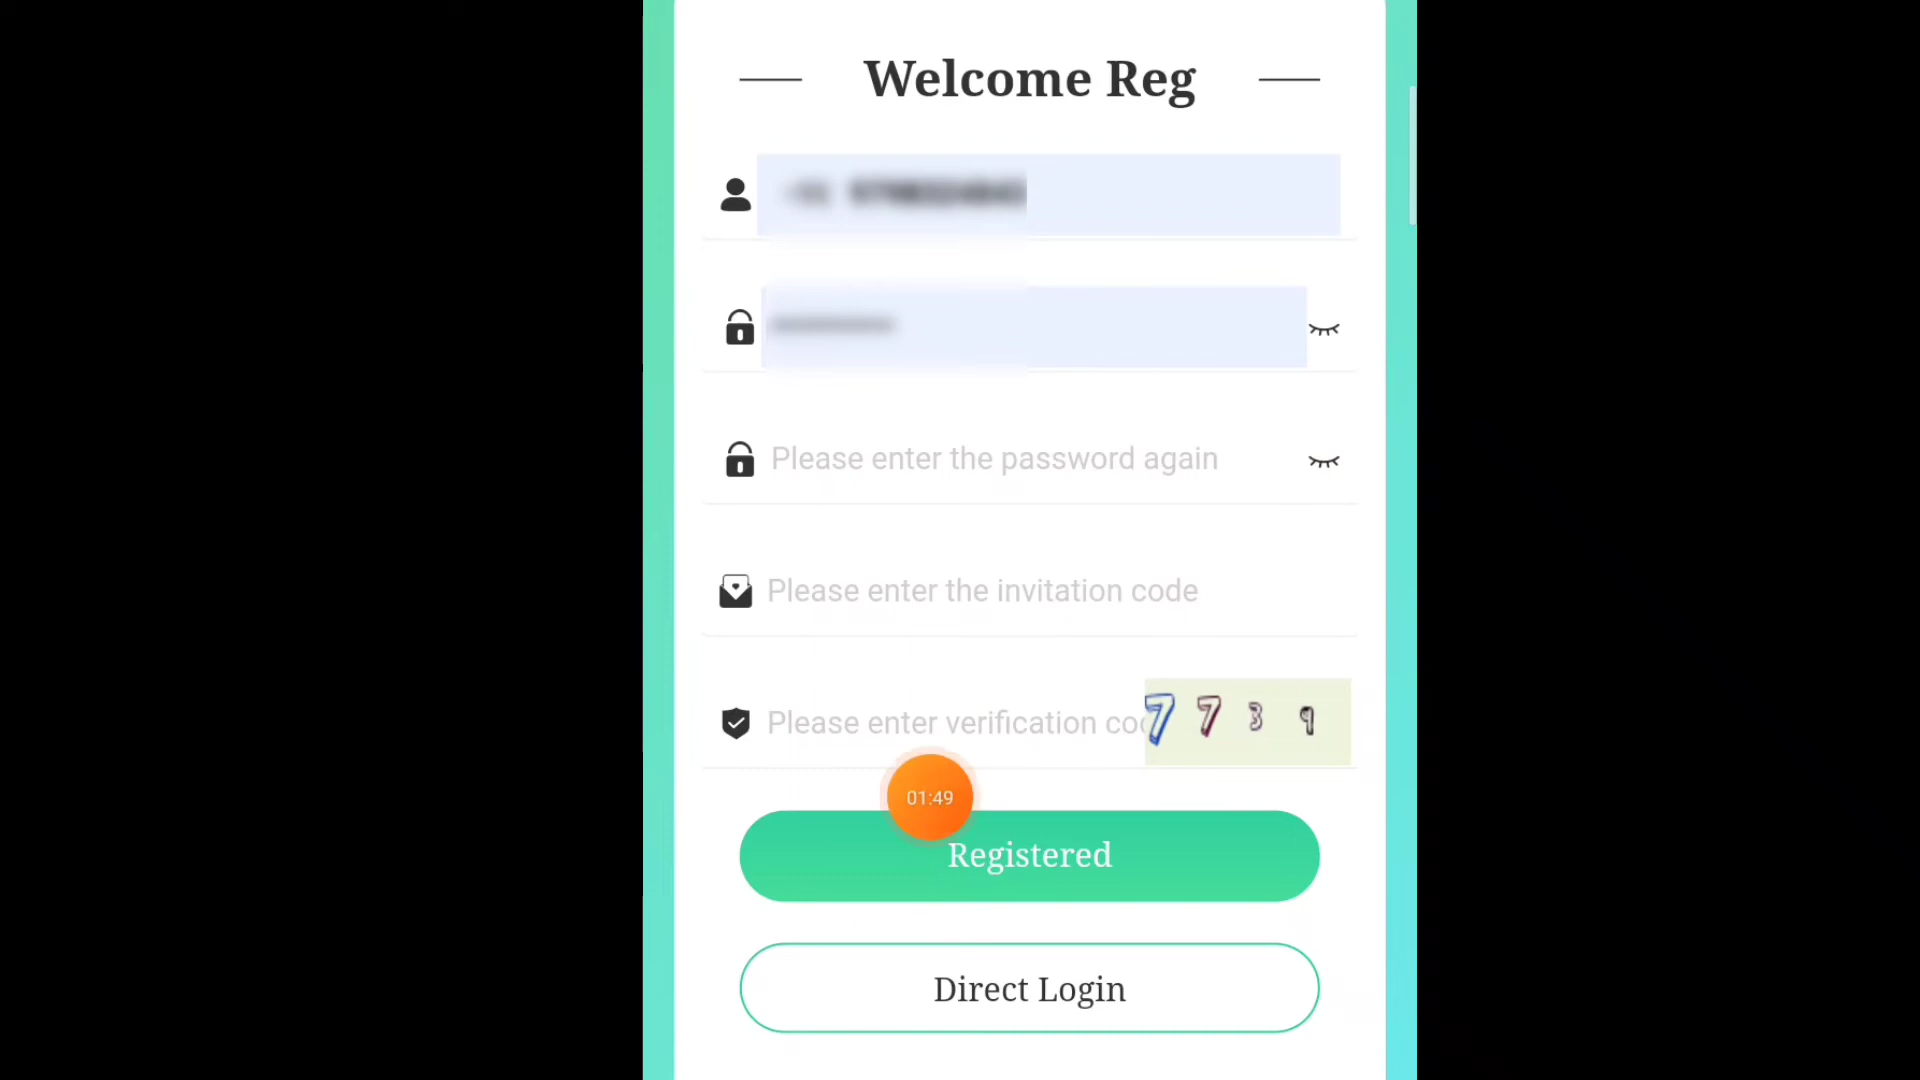 Welcome Reg
Please enter the password again
Please enter the invitation code
Please enter verification co
7 7 3 9
01:49
Registered
Direct Login